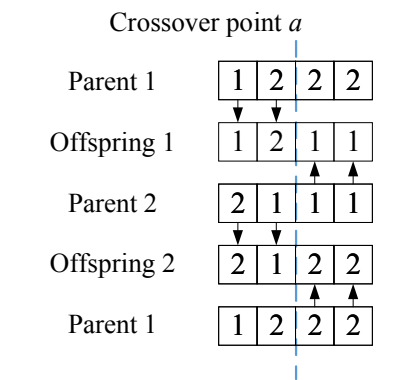 Crossover point a
Parent 1 1 2 2 2
Offspring 1 1 2 1 1
Parent 2 2 1 1 1
Offspring 2 2 1 2 2
Parent 1 1 2 2 2